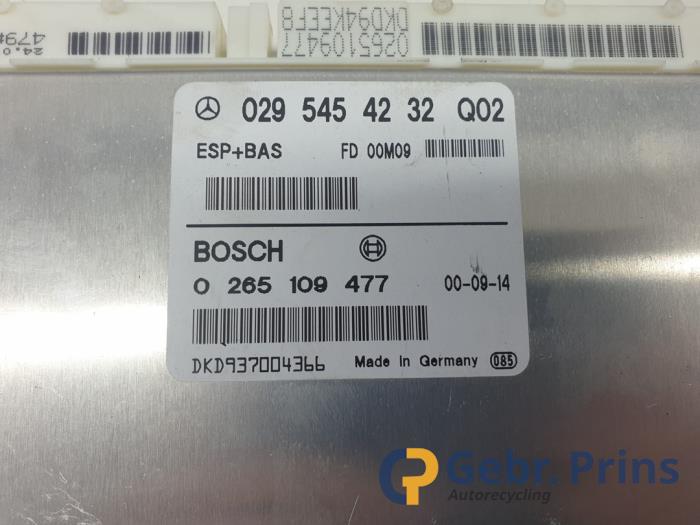 24.0
479
0265109477
DKD94KEEF8
029 545 42 32 Q02
ESP+BAS FD 00M09
BOSCH
0 265 109 477 00-09-14
DKD937004366 Made in Germany 085
Gebr. Prins
Autorecycling